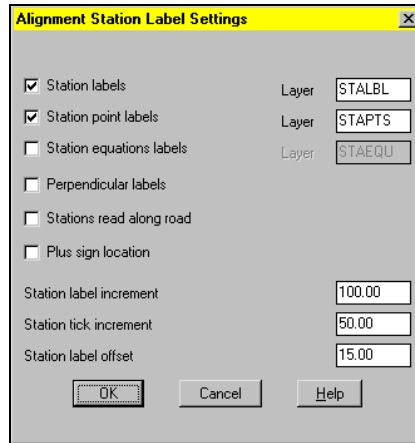 Alignment Station Label Settings
Station labels Layer STALBL
Station point labels Layer STAPTS
Station equations labels Layer STAEQU
Perpendicular labels
Stations read along road
Plus sign location
Station label increment 100.00
Station tick increment 50.00
Station label offset 15.00
OK Cancel Help